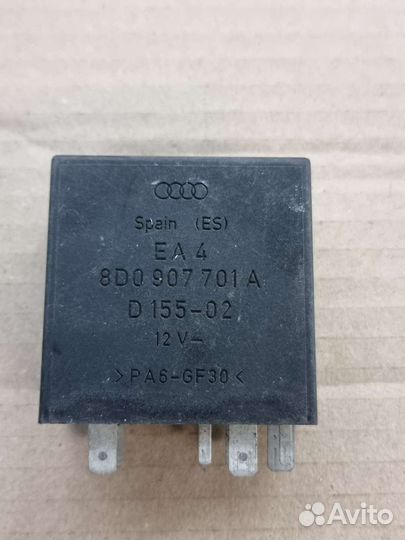 Spain (ES)
EA 4
8D0 907 701 A
D 155-02
12 V⎓
>PA6-GF30<
Avito